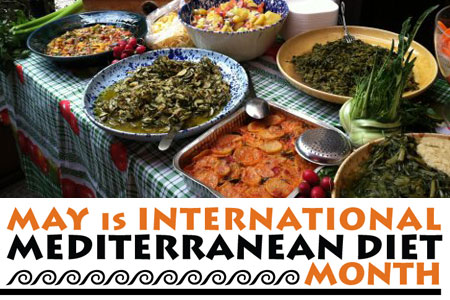 MAY is INTERNATIONAL
MEDITERRANEAN DIET
MONTH